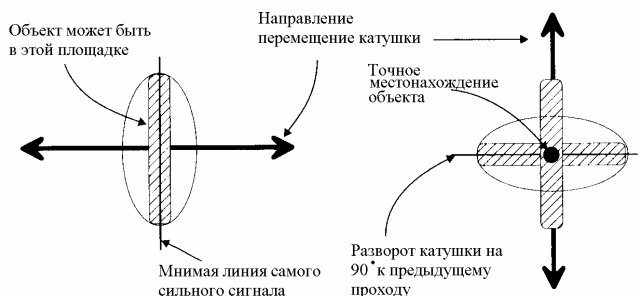 Объект может быть
в этой площадке
Направление
перемещение катушки
Точное
местонахождение
объекта
Мнимая линия самого
сильного сигнала
Разворот катушки на
90° к предыдущему
проходу